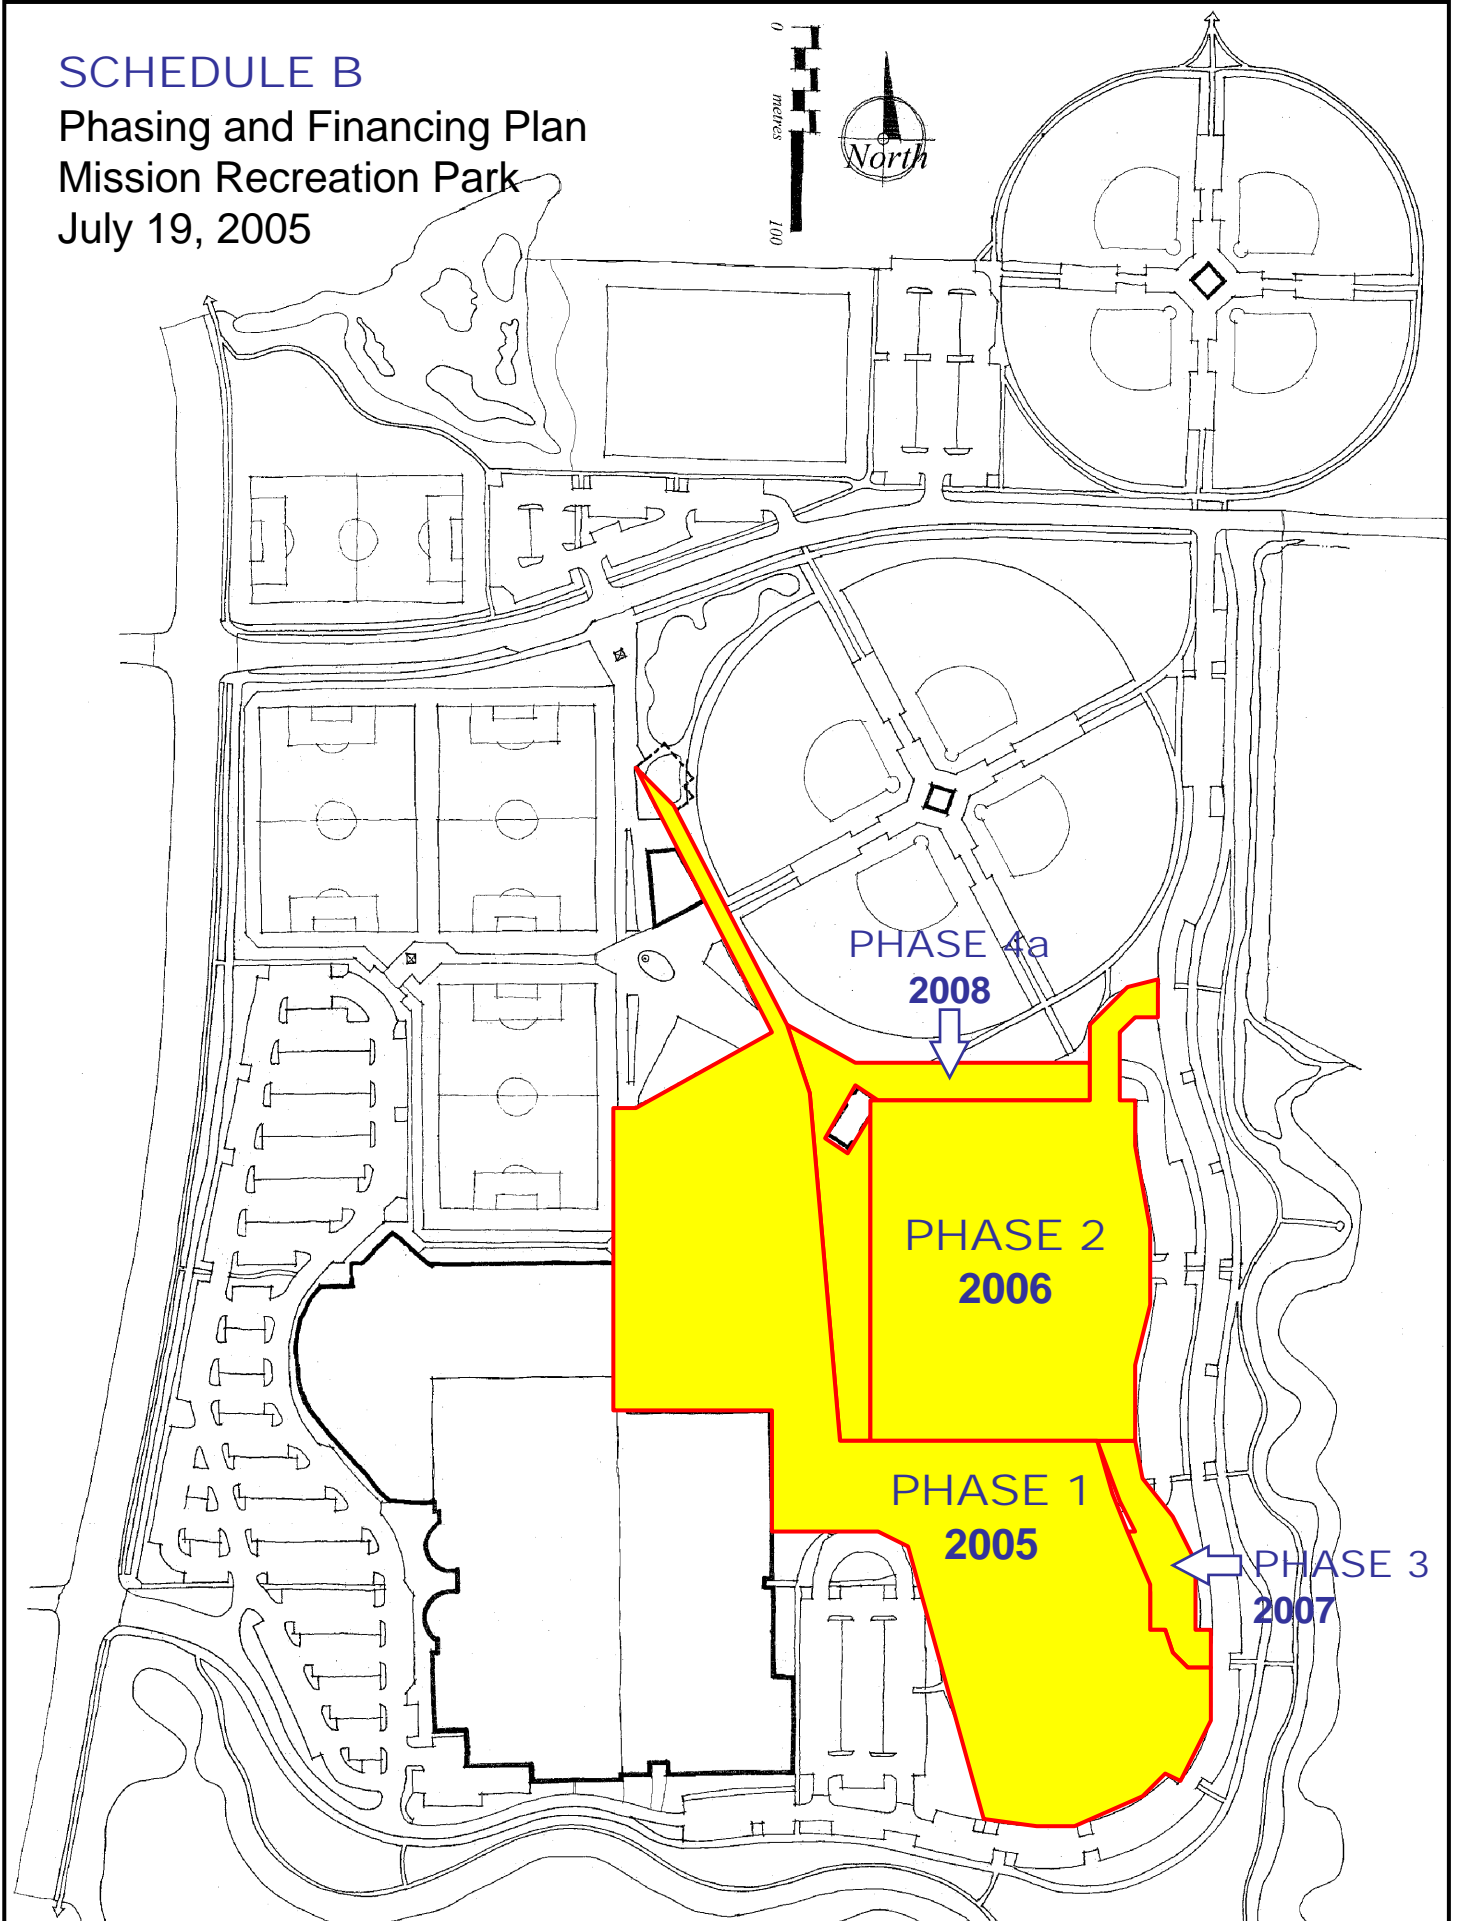 SCHEDULE B
Phasing and Financing Plan
Mission Recreation Park
July 19, 2005
0
metres
100
North
PHASE 4a
2008
PHASE 2
2006
PHASE 1
2005
PHASE 3
2007